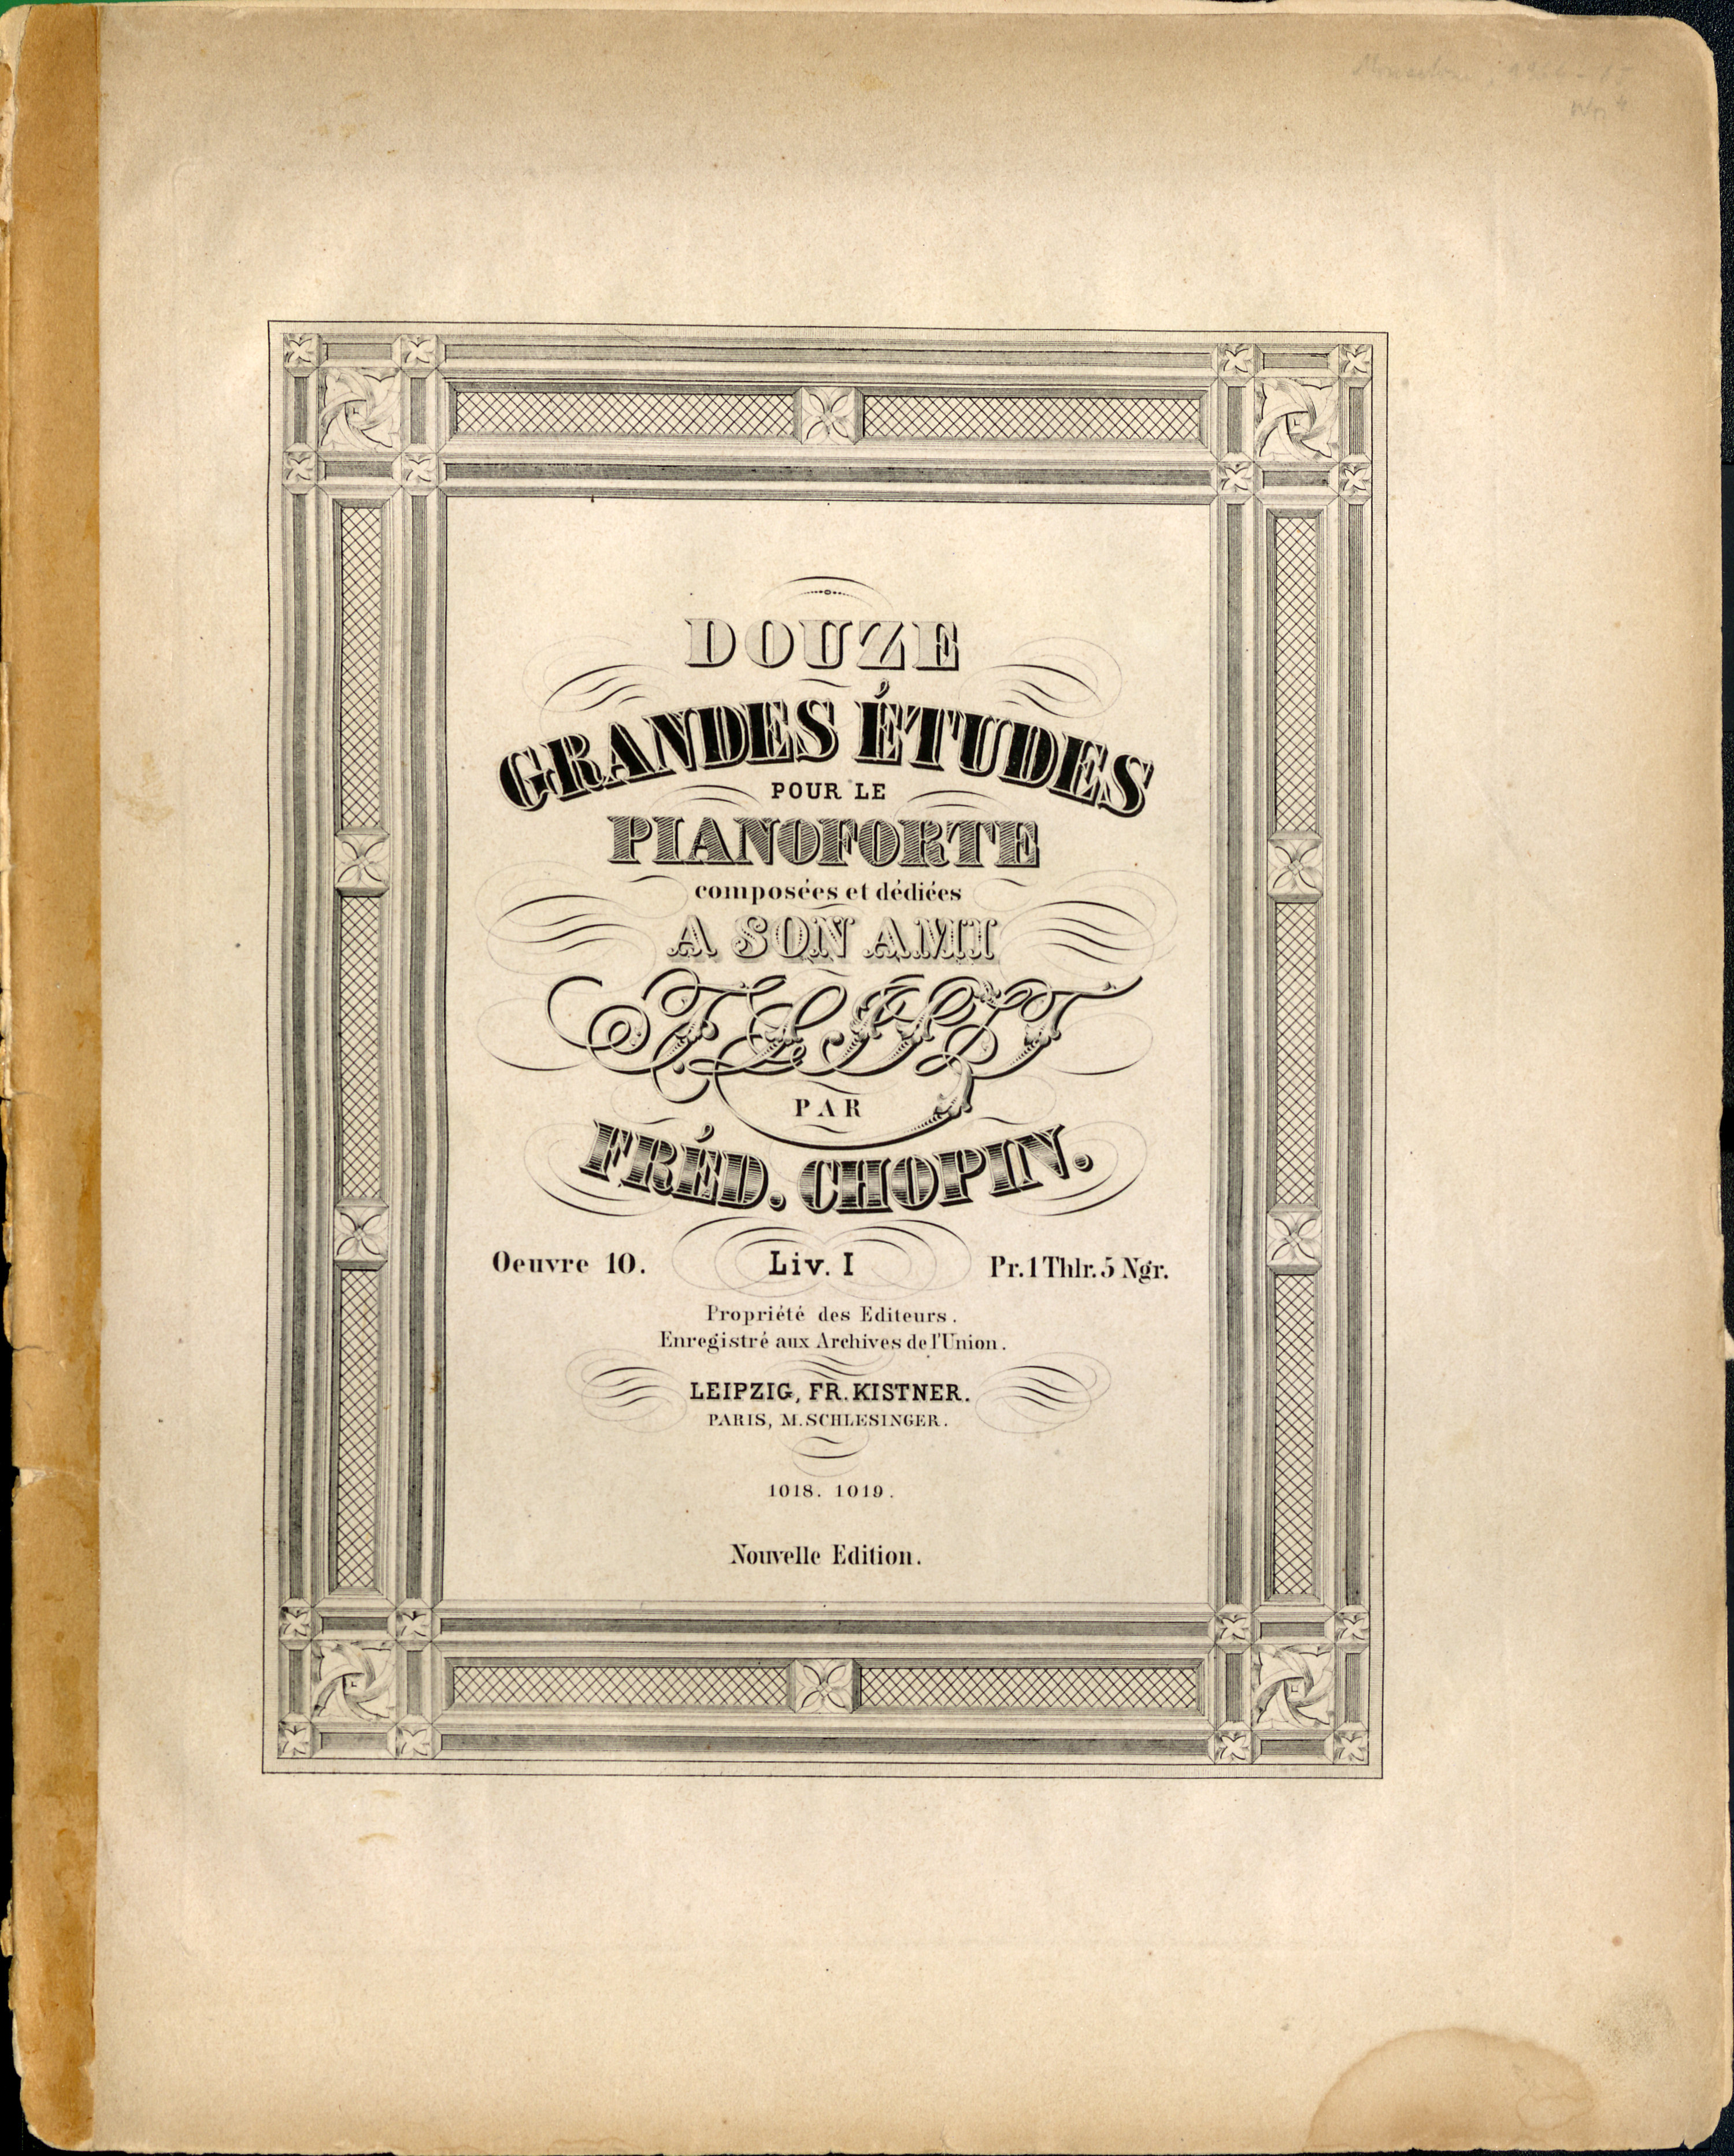 DOUZE
GRANDES ÉTUDES
POUR LE
PIANOFORTE
composées et dédiées
A SON AMI
F. LISZT
PAR
FRÉD. CHOPIN.
Oeuvre 10. Liv. I Pr. 1 Thlr. 5 Ngr.
Propriété des Editeurs.
Enregistré aux Archives de l'Union.
LEIPZIG, FR. KISTNER.
PARIS, M. SCHLESINGER.
1018. 1019.
Nouvelle Edition.